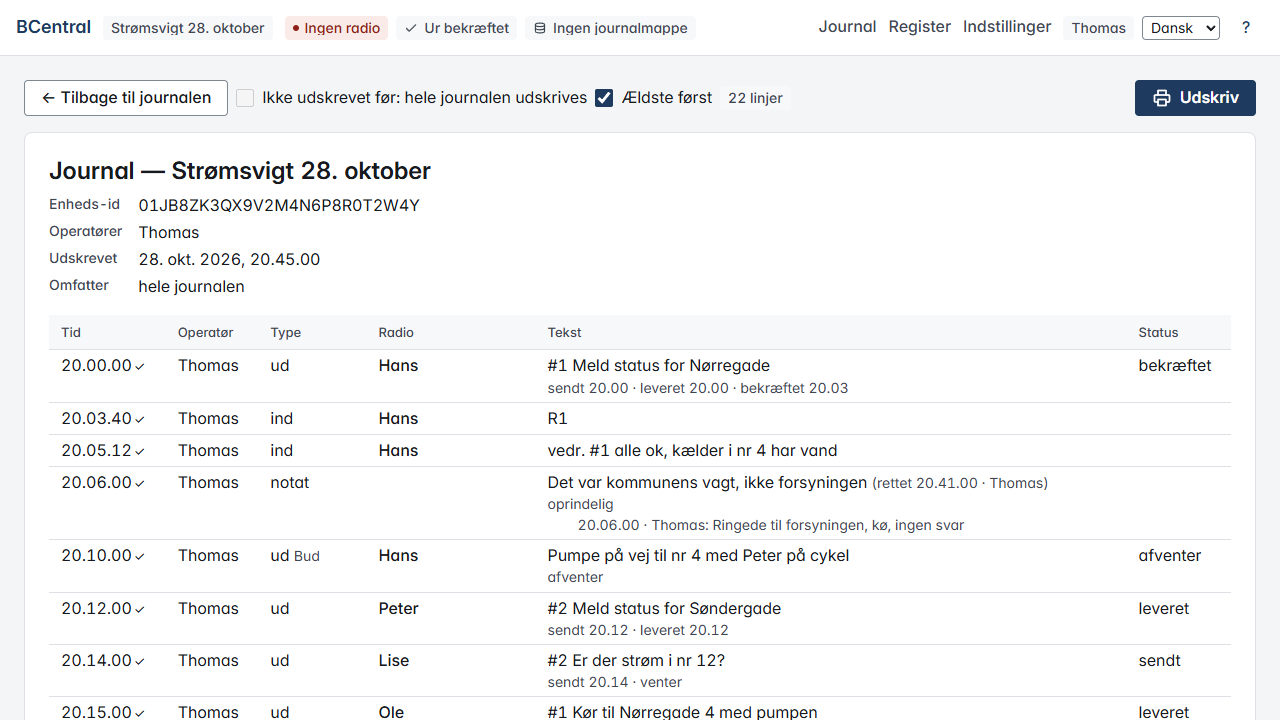 BCentral Strømsvigt 28. oktober Ingen radio Ur bekræftet Ingen journalmappe Journal Register Indstillinger Thomas Dansk ?
← Tilbage til journalen Ikke udskrevet før: hele journalen udskrives Ældste først 22 linjer Udskriv
Journal — Strømsvigt 28. oktober
Enheds-id 01JB8ZK3QX9V2M4N6P8R0T2W4Y
Operatører Thomas
Udskrevet 28. okt. 2026, 20.45.00
Omfatter hele journalen
Tid Operatør Type Radio Tekst Status
20.00.00 ✓ Thomas ud Hans #1 Meld status for Nørregade bekræftet
sendt 20.00 · leveret 20.00 · bekræftet 20.03
20.03.40 ✓ Thomas ind Hans R1
20.05.12 ✓ Thomas ind Hans vedr. #1 alle ok, kælder i nr 4 har vand
20.06.00 ✓ Thomas notat Det var kommunens vagt, ikke forsyningen (rettet 20.41.00 · Thomas)
oprindelig
20.06.00 · Thomas: Ringede til forsyningen, kø, ingen svar
20.10.00 ✓ Thomas ud Bud Hans Pumpe på vej til nr 4 med Peter på cykel afventer
afventer
20.12.00 ✓ Thomas ud Peter #2 Meld status for Søndergade leveret
sendt 20.12 · leveret 20.12
20.14.00 ✓ Thomas ud Lise #2 Er der strøm i nr 12? sendt
sendt 20.14 · venter
20.15.00 ✓ Thomas ud Ole #1 Kør til Nørregade 4 med pumpen leveret